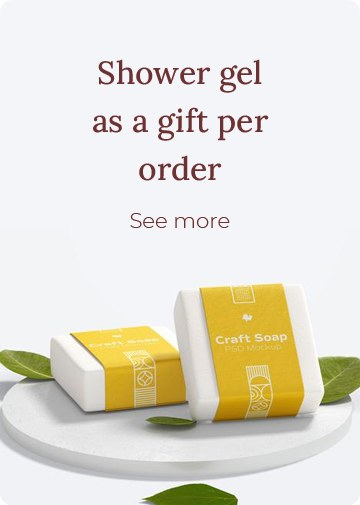 Shower gel
as a gift per
order
See more
Craft Soap
Craft Soap
PSD Mockup